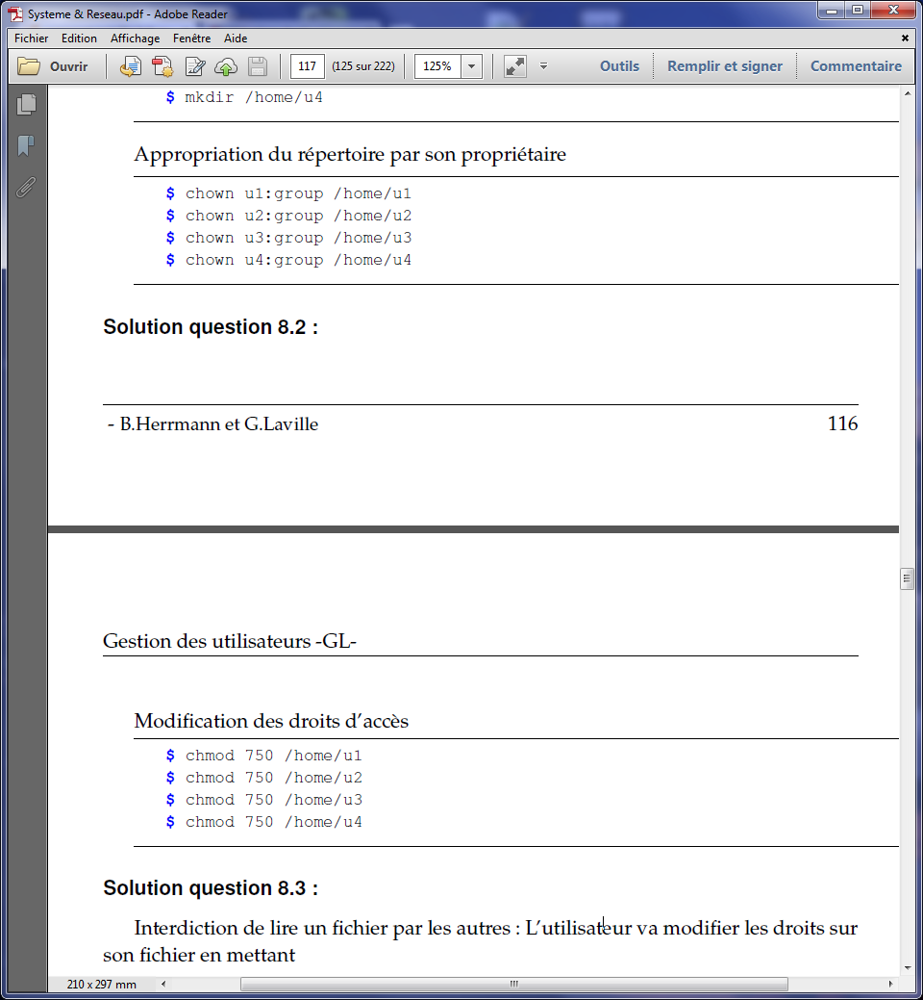 Systeme & Reseau.pdf - Adobe Reader
Fichier Edition Affichage Fenêtre Aide
Ouvrir 117 (125 sur 222) 125% Outils Remplir et signer Commentaire
$ mkdir /home/u4
Appropriation du répertoire par son propriétaire
$ chown u1:group /home/u1
$ chown u2:group /home/u2
$ chown u3:group /home/u3
$ chown u4:group /home/u4
Solution question 8.2 :
- B.Herrmann et G.Laville 116
Gestion des utilisateurs -GL-
Modification des droits d'accès
$ chmod 750 /home/u1
$ chmod 750 /home/u2
$ chmod 750 /home/u3
$ chmod 750 /home/u4
Solution question 8.3 :
Interdiction de lire un fichier par les autres : L'utilisateur va modifier les droits sur
son fichier en mettant
210 x 297 mm